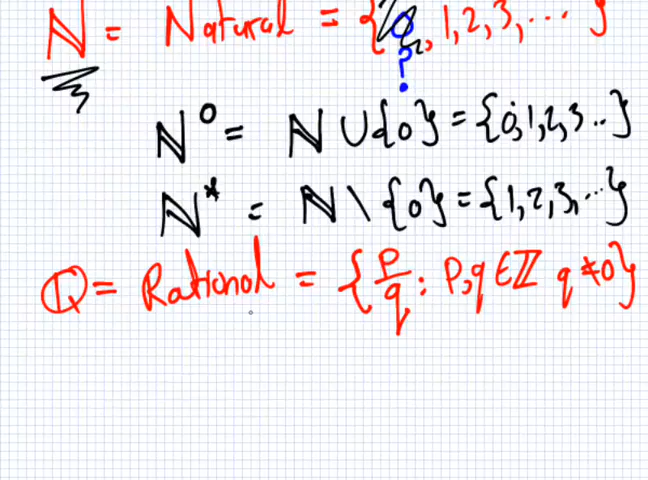 ℕ = Natural = {0, 1, 2, 3, ... }
?
ℕ⁰ = ℕ ∪ {0} = {0, 1, 2, 3 ..}
ℕ* = ℕ \ {0} = {1, 2, 3, ...}
ℚ = Rational = {p/q : p, q ∈ ℤ q ≠ 0}